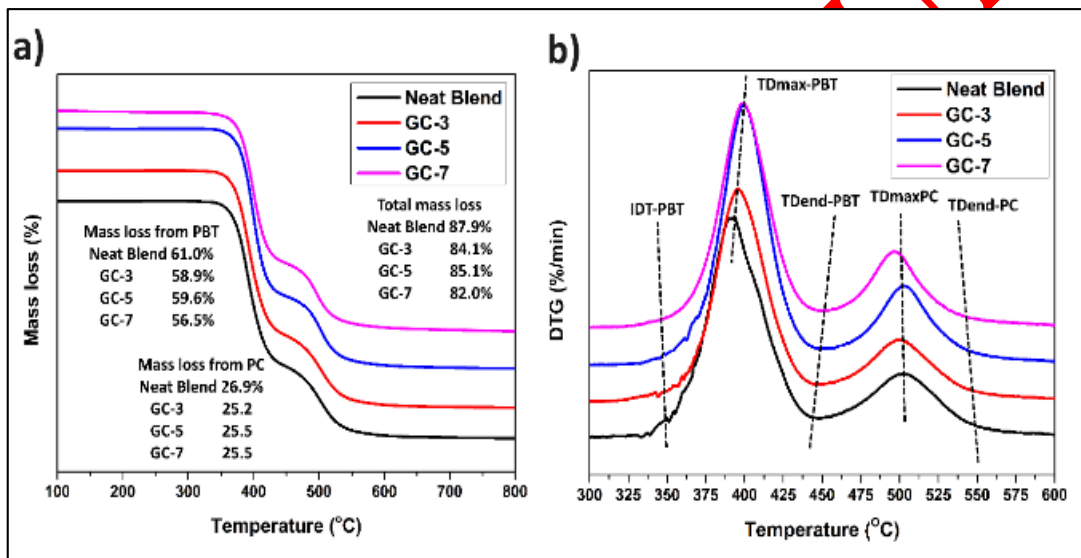 a)
Neat Blend
GC-3
GC-5
GC-7
Total mass loss
Neat Blend 87.9%
GC-3 84.1%
GC-5 85.1%
GC-7 82.0%
Mass loss from PBT
Neat Blend 61.0%
GC-3 58.9%
GC-5 59.6%
GC-7 56.5%
Mass loss from PC
Neat Blend 26.9%
GC-3 25.2
GC-5 25.5
GC-7 25.5
Mass loss (%)
100 200 300 400 500 600 700 800
Temperature (°C)
b)
TDmax-PBT
Neat Blend
GC-3
GC-5
GC-7
IDT-PBT
TDend-PBT
TDmaxPC
TDend-PC
DTG (%/min)
300 325 350 375 400 425 450 475 500 525 550 575 600
Temperature (°C)